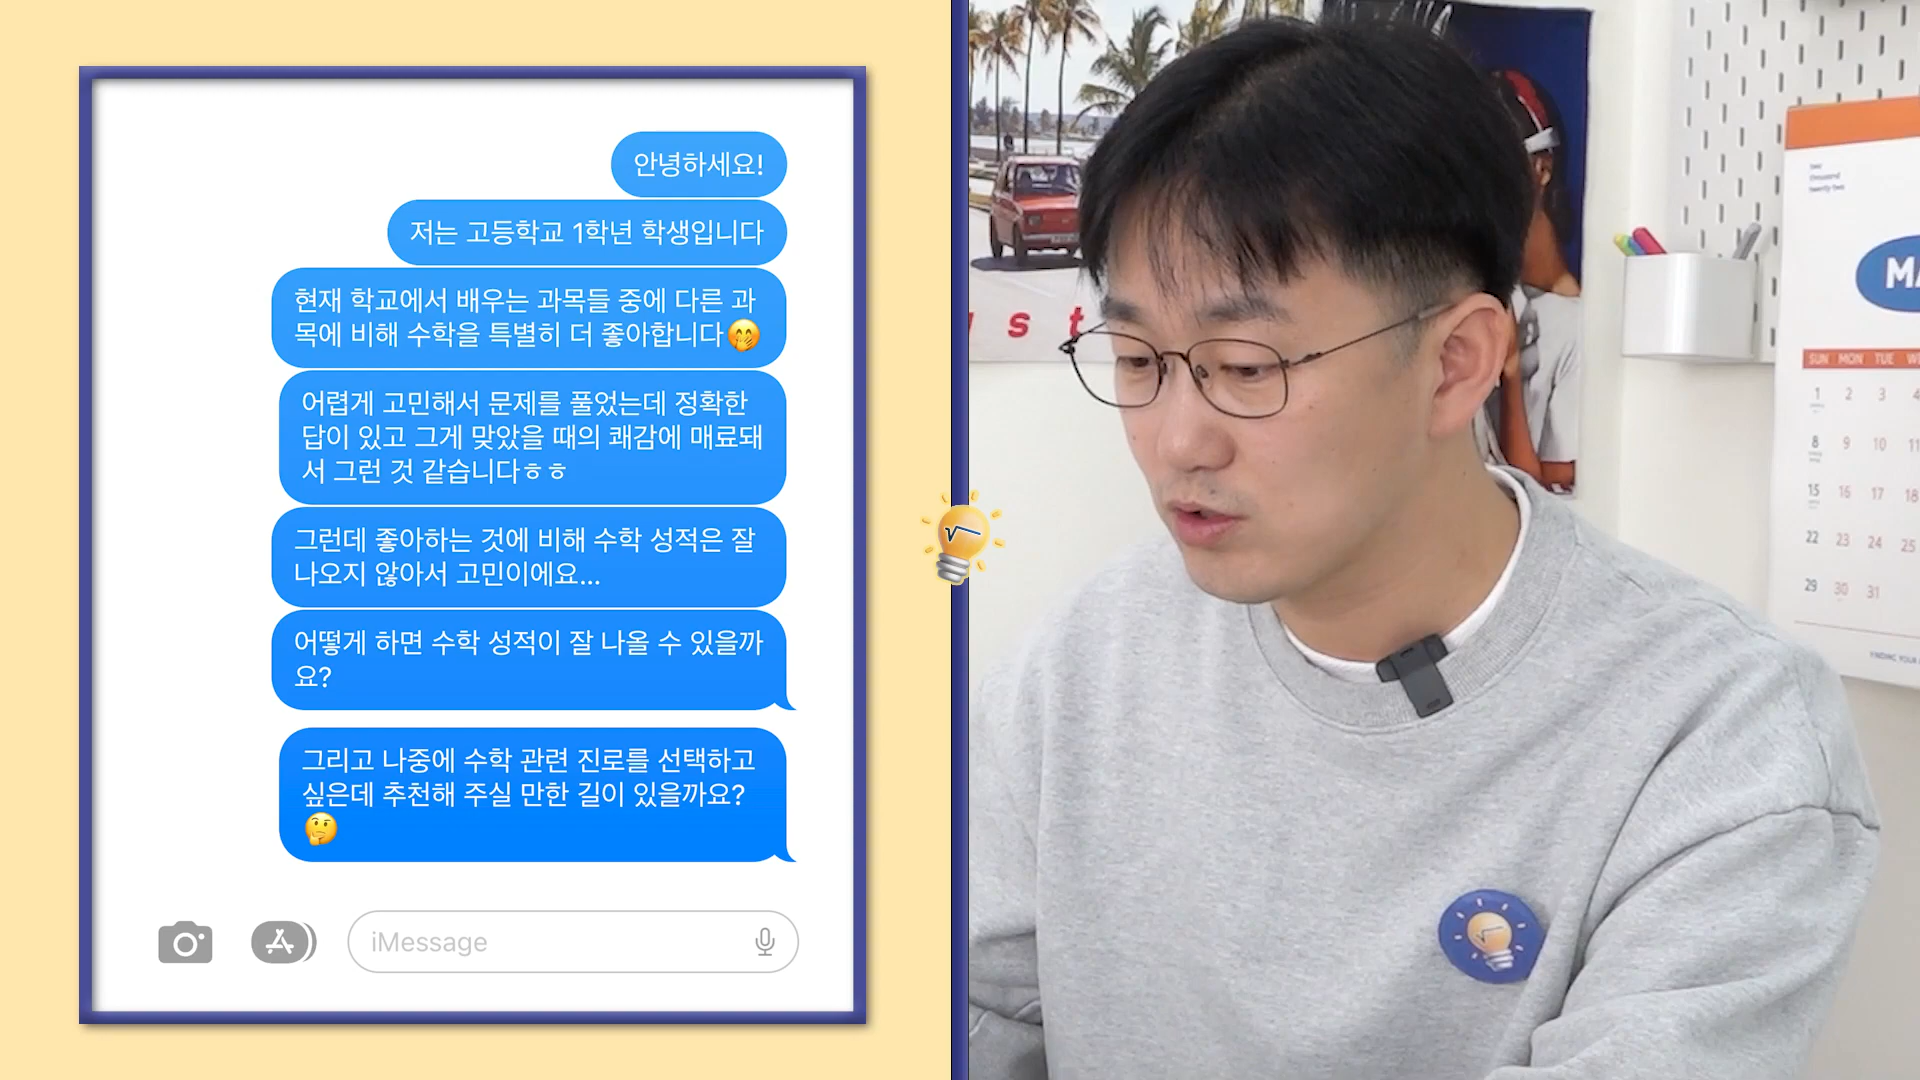 안녕하세요!
저는 고등학교 1학년 학생입니다
현재 학교에서 배우는 과목들 중에 다른 과
목에 비해 수학을 특별히 더 좋아합니다🤭
어렵게 고민해서 문제를 풀었는데 정확한
답이 있고 그게 맞았을 때의 쾌감에 매료돼
서 그런 것 같습니다ㅎㅎ
그런데 좋아하는 것에 비해 수학 성적은 잘
나오지 않아서 고민이에요...
어떻게 하면 수학 성적이 잘 나올 수 있을까
요?
그리고 나중에 수학 관련 진로를 선택하고
싶은데 추천해 주실 만한 길이 있을까요?
🤔
iMessage
s t
two
thousand
twenty-two
MA
SUN MON TUE
1 2 3 4
8 9 10 11
15 16 17 18
22 23 24 25
29 30 31